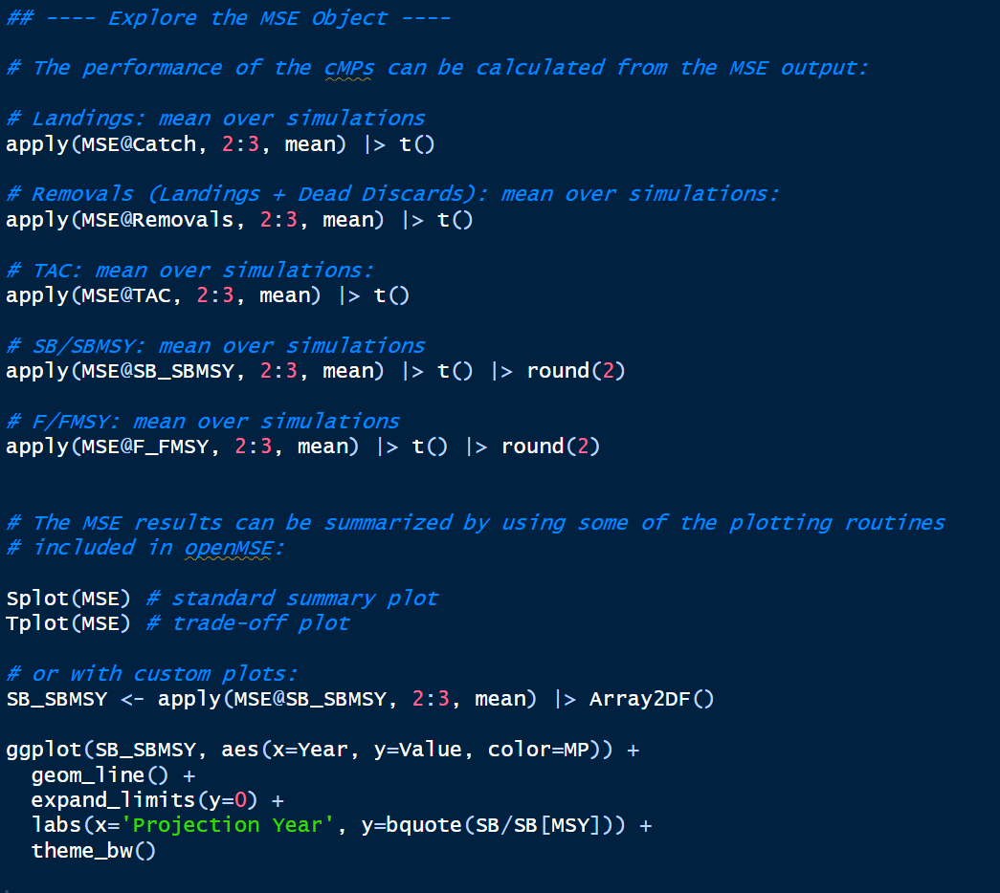 ## ---- Explore the MSE Object ----
# The performance of the cMPs can be calculated from the MSE output:
# Landings: mean over simulations
apply(MSE@Catch, 2:3, mean) |> t()
# Removals (Landings + Dead Discards): mean over simulations:
apply(MSE@Removals, 2:3, mean) |> t()
# TAC: mean over simulations:
apply(MSE@TAC, 2:3, mean) |> t()
# SB/SBMSY: mean over simulations
apply(MSE@SB_SBMSY, 2:3, mean) |> t() |> round(2)
# F/FMSY: mean over simulations
apply(MSE@F_FMSY, 2:3, mean) |> t() |> round(2)
# The MSE results can be summarized by using some of the plotting routines
# included in openMSE:
Splot(MSE) # standard summary plot
Tplot(MSE) # trade-off plot
# or with custom plots:
SB_SBMSY <- apply(MSE@SB_SBMSY, 2:3, mean) |> Array2DF()
ggplot(SB_SBMSY, aes(x=Year, y=Value, color=MP)) +
  geom_line() +
  expand_limits(y=0) +
  labs(x='Projection Year', y=bquote(SB/SB[MSY])) +
  theme_bw()